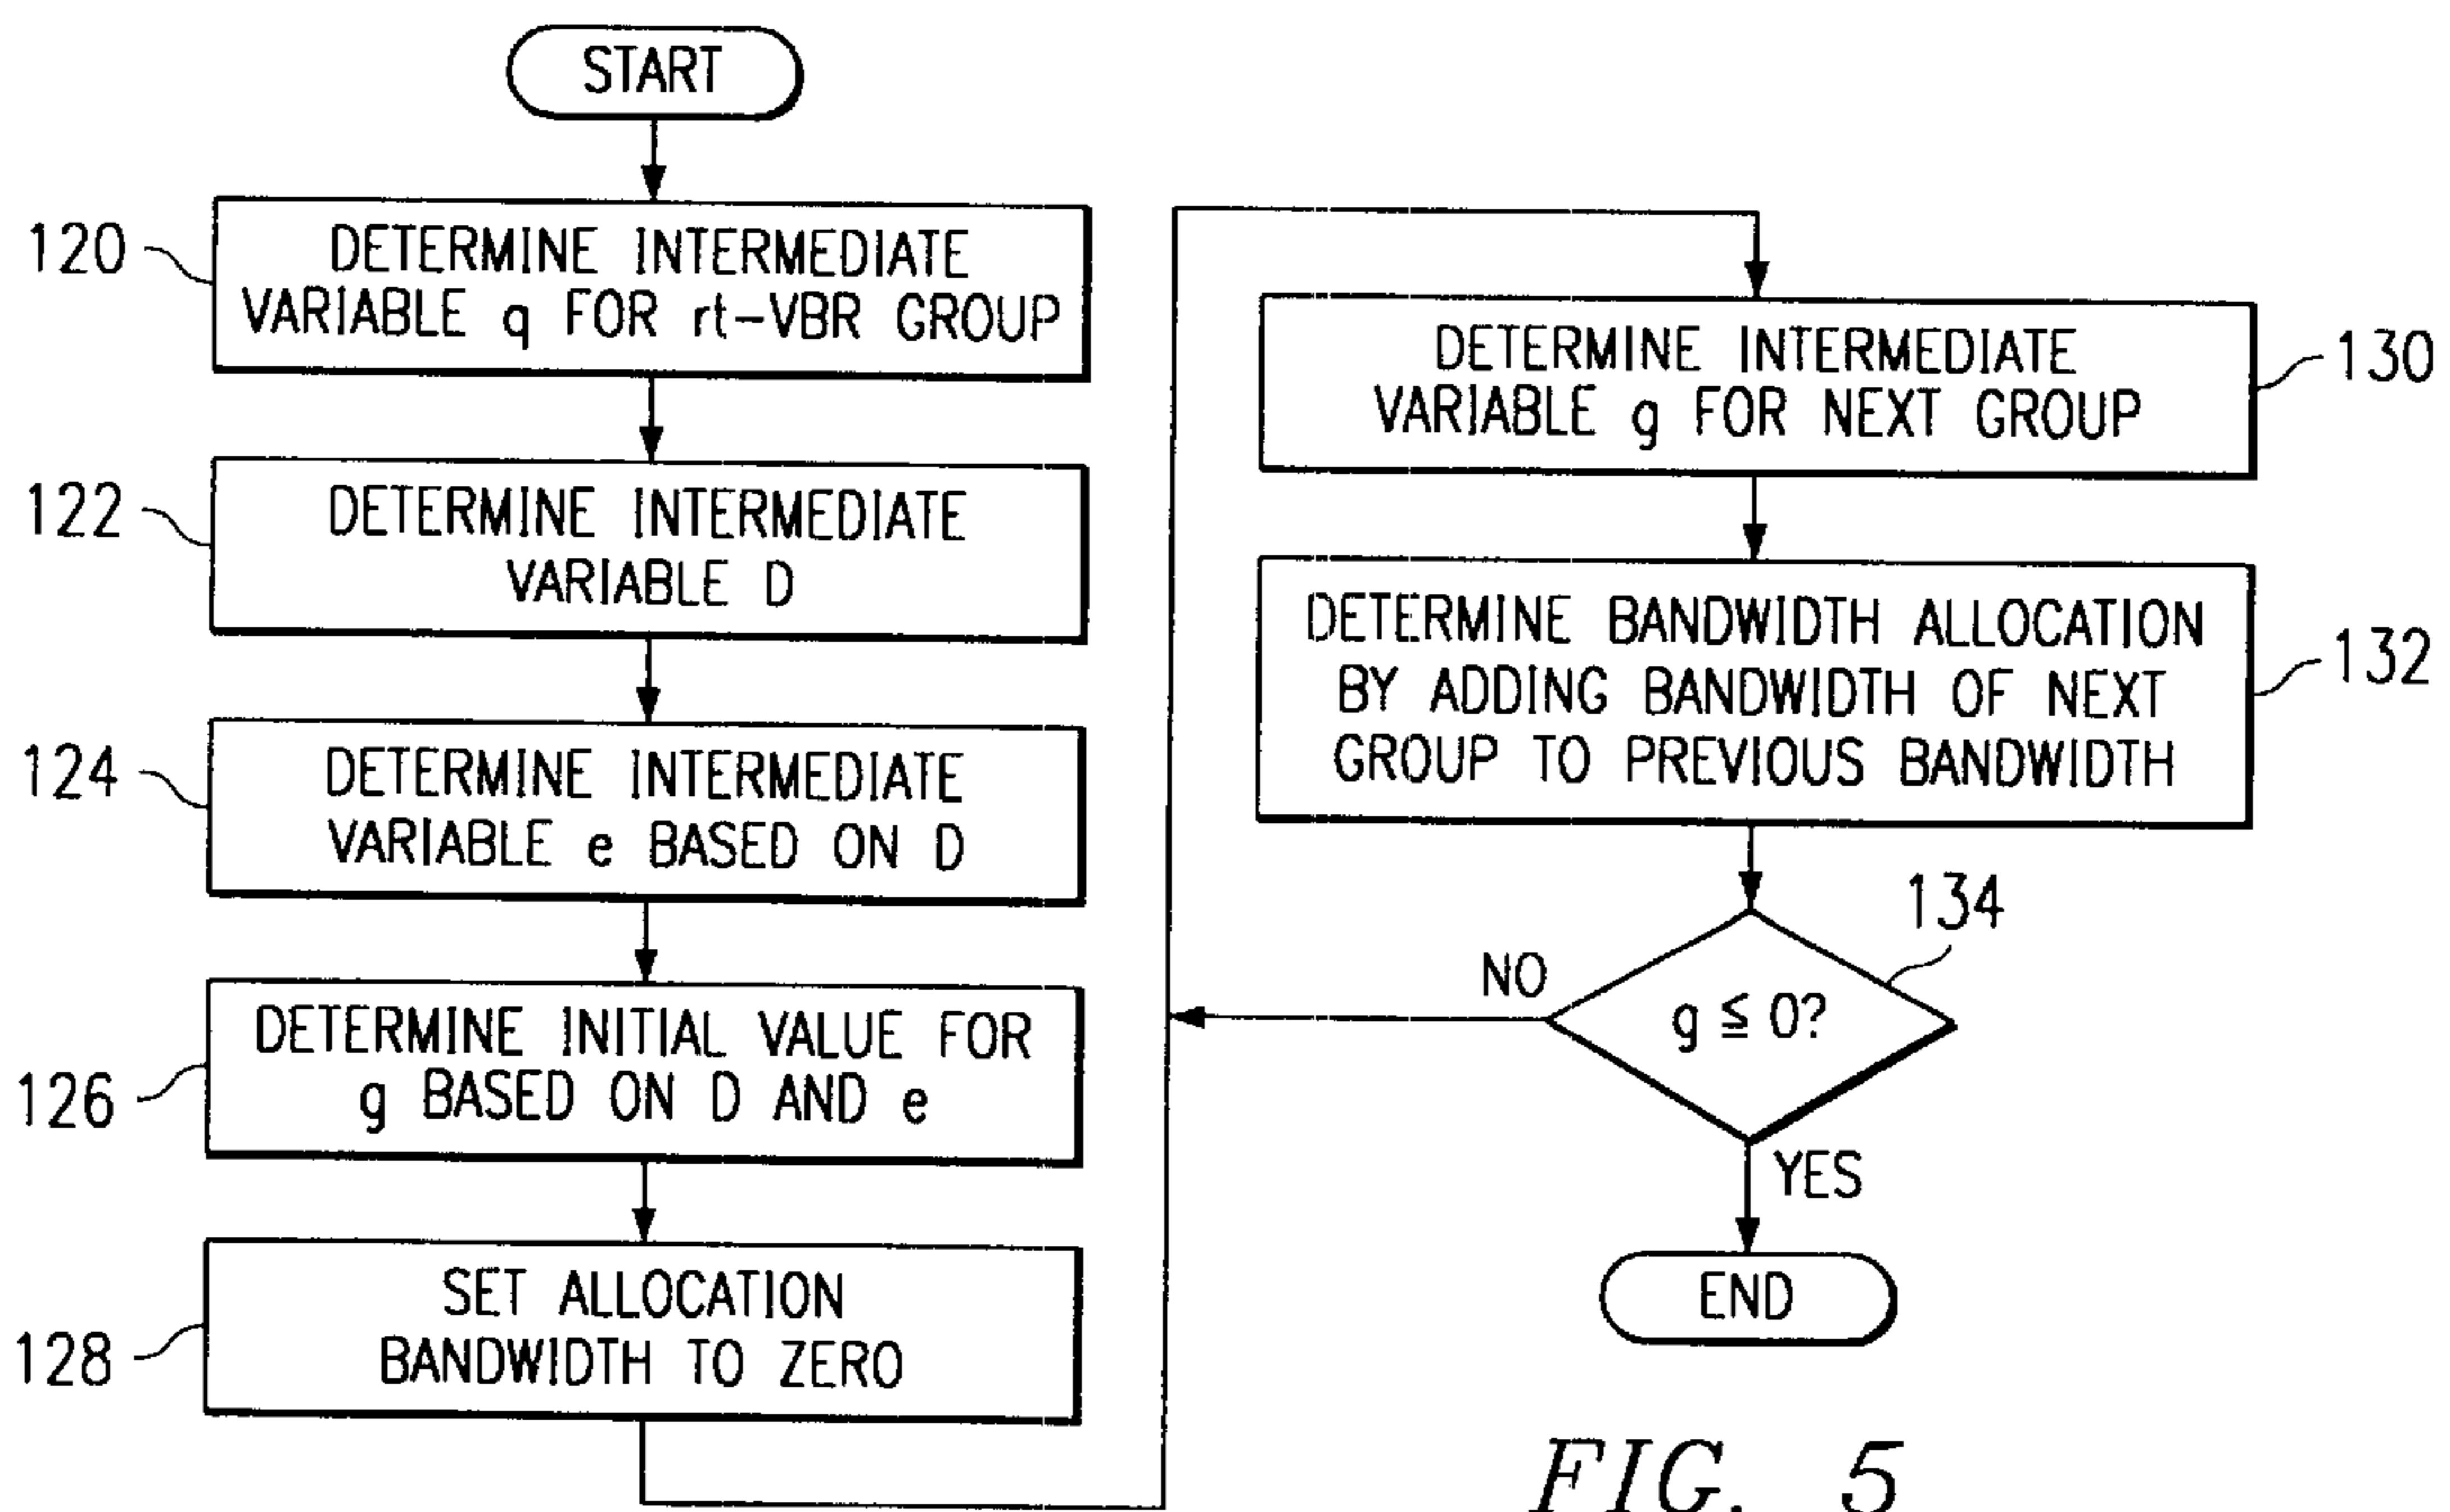 START
120
DETERMINE INTERMEDIATE
VARIABLE q FOR rt-VBR GROUP
122
DETERMINE INTERMEDIATE
VARIABLE D
124
DETERMINE INTERMEDIATE
VARIABLE e BASED ON D
126
DETERMINE INITIAL VALUE FOR
g BASED ON D AND e
128
SET ALLOCATION
BANDWIDTH TO ZERO
130
DETERMINE INTERMEDIATE
VARIABLE g FOR NEXT GROUP
132
DETERMINE BANDWIDTH ALLOCATION
BY ADDING BANDWIDTH OF NEXT
GROUP TO PREVIOUS BANDWIDTH
134
g ≦ 0?
NO
YES
END
FIG. 5